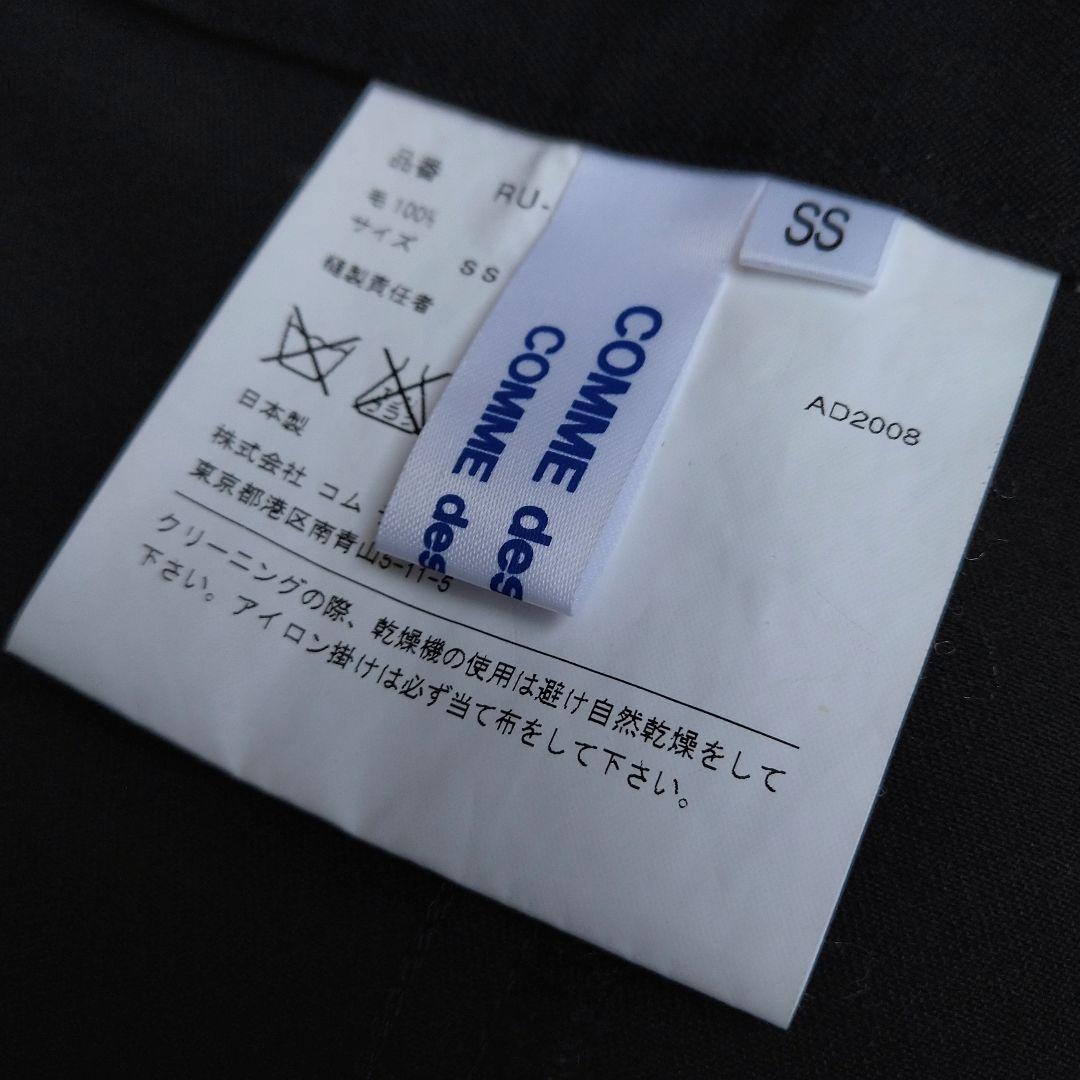 品番 RU-
毛 100%
サイズ SS
縫製責任者
日本製
株式会社 コム
東京都港区南青山5-11-5
クリーニングの際、乾燥機の使用は避け自然乾燥をして
下さい。アイロン掛けは必ず当て布をして下さい。
COMME des
COMME des
SS
AD2008